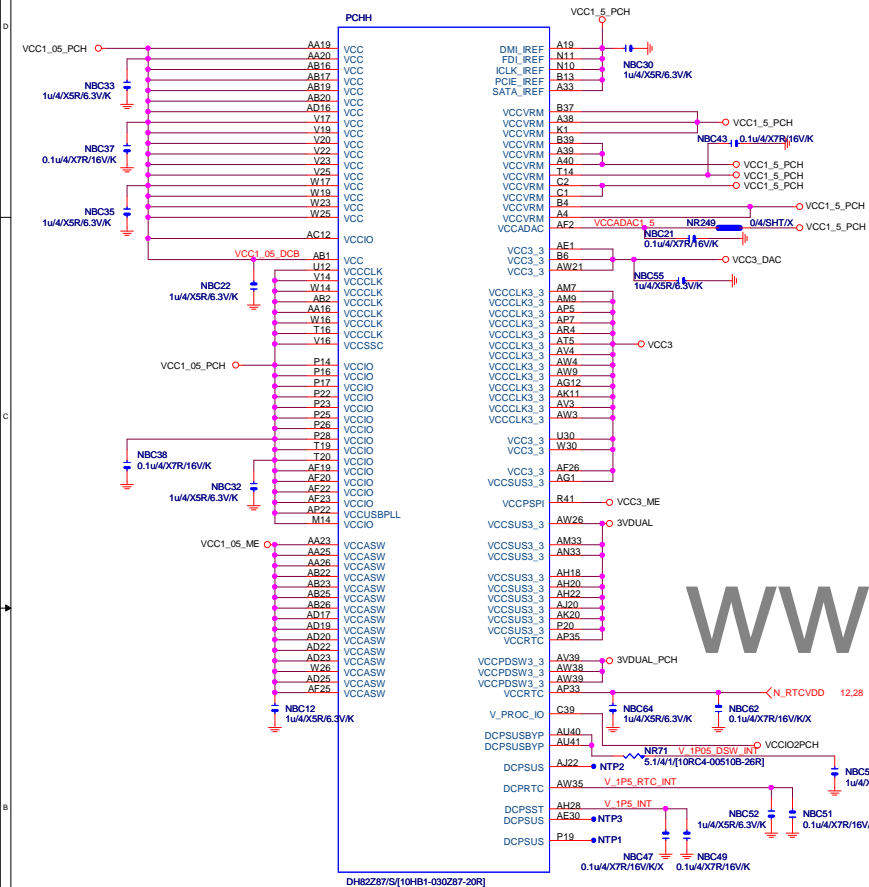 D
PCHH
VCC1_5_PCH
VCC1_05_PCH
AA19 VCC
AA20 VCC
AB16 VCC
AB17 VCC
AB19 VCC
AB20 VCC
AD16 VCC
V17 VCC
V19 VCC
V20 VCC
V22 VCC
V23 VCC
V25 VCC
W17 VCC
W19 VCC
W23 VCC
W25 VCC
AC12 VCCIO
VCC1_05_DCB
AB1 VCC
U12 VCCCLK
V14 VCCCLK
W14 VCCCLK
AB2 VCCCLK
AA16 VCCCLK
W16 VCCCLK
T16 VCCCLK
V16 VCCSSC
VCC1_05_PCH
P14 VCCIO
P16 VCCIO
P17 VCCIO
P22 VCCIO
P23 VCCIO
P25 VCCIO
P26 VCCIO
P28 VCCIO
T19 VCCIO
T20 VCCIO
AF19 VCCIO
AF20 VCCIO
AF22 VCCIO
AF23 VCCIO
AP22 VCCUSBPLL
M14 VCCIO
VCC1_05_ME
AA23 VCCASW
AA25 VCCASW
AA26 VCCASW
AB22 VCCASW
AB23 VCCASW
AB25 VCCASW
AB26 VCCASW
AD17 VCCASW
AD19 VCCASW
AD20 VCCASW
AD22 VCCASW
AD23 VCCASW
W26 VCCASW
AD25 VCCASW
AF25 VCCASW
NBC33
1u/4/X5R/6.3V/K
NBC37
0.1u/4/X7R/16V/K
NBC35
1u/4/X5R/6.3V/K
NBC22
1u/4/X5R/6.3V/K
C
NBC38
0.1u/4/X7R/16V/K
NBC32
1u/4/X5R/6.3V/K
NBC12
1u/4/X5R/6.3V/K
B
DMI_IREF A19
FDI_IREF N11
ICLK_IREF N10
PCIE_IREF B13
SATA_IREF A33
NBC30
1u/4/X5R/6.3V/K
VCCVRM B37
VCCVRM A38
VCCVRM K1
VCCVRM B39
VCCVRM A39
VCCVRM A40
VCCVRM T14
VCCVRM C2
VCCVRM C1
VCCVRM B4
VCCVRM A4
VCCADAC AF2
VCC1_5_PCH
NBC43 0.1u/4/X7R/16V/K
VCC1_5_PCH
VCC1_5_PCH
VCC1_5_PCH
VCC1_5_PCH
VCCADAC1_5 NR249 0/4/SHT/X VCC1_5_PCH
NBC21
0.1u/4/X7R/16V/K
VCC3_3 AE1
VCC3_3 B6
VCC3_3 AW21
VCC3_DAC
NBC55
1u/4/X5R/6.3V/K
VCCCLK3_3 AM7
VCCCLK3_3 AM9
VCCCLK3_3 AP5
VCCCLK3_3 AP7
VCCCLK3_3 AR4
VCCCLK3_3 AT5
VCCCLK3_3 AV4
VCCCLK3_3 AW4
VCCCLK3_3 AW9
VCCCLK3_3 AG12
VCCCLK3_3 AK11
VCCCLK3_3 AV3
VCCCLK3_3 AW3
VCC3
VCC3_3 U30
VCC3_3 W30
VCC3_3 AF26
VCCSUS3_3 AG1
VCCPSPI R41 VCC3_ME
VCCSUS3_3 AW26 3VDUAL
VCCSUS3_3 AM33
VCCSUS3_3 AN33
VCCSUS3_3 AH18
VCCSUS3_3 AH20
VCCSUS3_3 AH22
VCCSUS3_3 AJ20
VCCSUS3_3 AK20
VCCSUS3_3 P20
VCCRTC AP35
VCCPDSW3_3 AV39 3VDUAL_PCH
VCCPDSW3_3 AW38
VCCPDSW3_3 AW39
VCCRTC AP33
N_RTCVDD 12,28
NBC64
1u/4/X5R/6.3V/K
NBC62
0.1u/4/X7R/16V/K/X
V_PROC_IO C39
VCCIO2PCH
DCPSUSBYP AU40
DCPSUSBYP AU41
NR71 V_1P05_DSW_INT
5.1/4/1/[10RC4-00510B-26R]
DCPSUS AJ22 NTP2
DCPRTC AW35 V_1P5_RTC_INT
DCPSST AH28 V_1P5_INT
DCPSUS AE30 NTP3
DCPSUS P19 NTP1
NBC52
1u/4/X5R/6.3V/K
NBC51
0.1u/4/X7R/16V/
NBC47
0.1u/4/X7R/16V/K/X
NBC49
0.1u/4/X7R/16V/K
NBC5
1u/4/X
WW
DH82Z87/S/[10HB1-030Z87-20R]